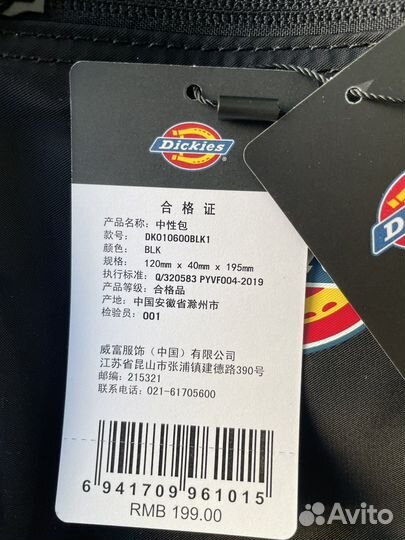 Dickies
合格证
产品名称：中性包
款号： DK010600BLK1
颜色： BLK
规格： 120mm x 40mm x 195mm
执行标准：Q/320583 PYVF004-2019
产品等级：合格品
产地： 中国安徽省滁州市
检验员： 001
威富服饰（中国）有限公司
江苏省昆山市张浦镇建德路390号
邮编：215321
联系电话：021-61705600
6 941709 961015
RMB 199.00
Avito